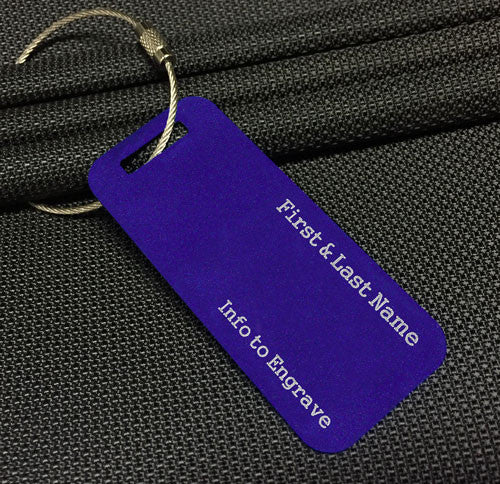 First & Last Name
Info to Engrave